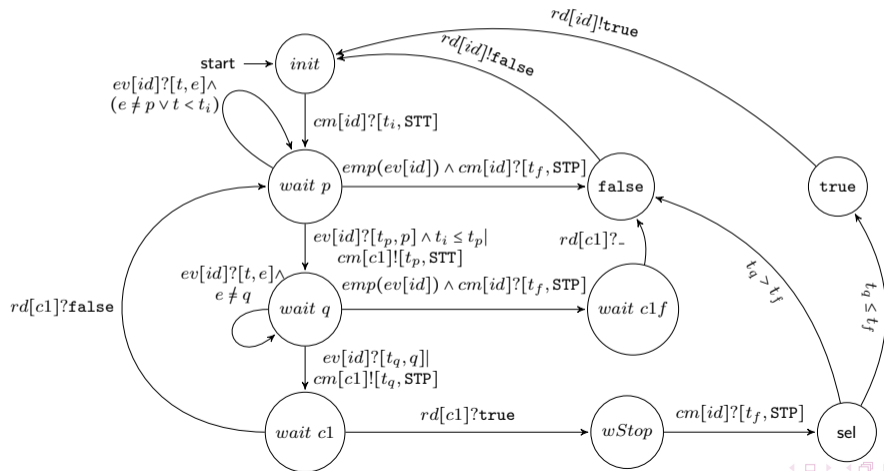 rd[id]!true
rd[id]!false
start
init
ev[id]?[t, e]∧
(e ≠ p ∨ t < t_i)
cm[id]?[t_i, STT]
wait p
emp(ev[id]) ∧ cm[id]?[t_f, STP]
false
true
ev[id]?[t_p, p] ∧ t_i ≤ t_p|
cm[c1]![t_p, STT]
rd[c1]?_
ev[id]?[t, e]∧
e ≠ q
emp(ev[id]) ∧ cm[id]?[t_f, STP]
t_q > t_f
t_q ≤ t_f
rd[c1]?false
wait q
wait c1f
ev[id]?[t_q, q]|
cm[c1]![t_q, STP]
wait c1
rd[c1]?true
wStop
cm[id]?[t_f, STP]
sel